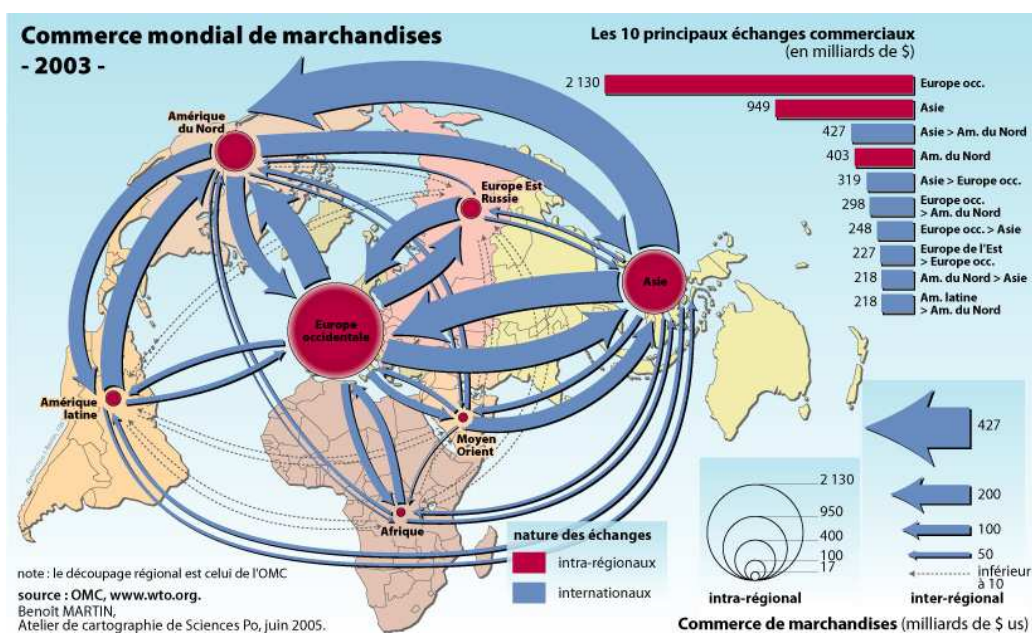 Commerce mondial de marchandises
- 2003 -
Les 10 principaux échanges commerciaux
(en milliards de $)
2 130 Europe occ.
949 Asie
427 Asie > Am. du Nord
403 Am. du Nord
319 Asie > Europe occ.
298 Europe occ.
> Am. du Nord
248 Europe occ. > Asie
227 Europe de l'Est
> Europe occ.
218 Am. du Nord > Asie
218 Am. latine
> Am. du Nord
Amérique
du Nord
Europe Est
Russie
Asie
Europe
occidentale
Amérique
latine
Moyen
Orient
Afrique
nature des échanges
intra-régionaux
internationaux
2 130
950
400
100
17
intra-régional
427
200
100
50
inférieur
à 10
inter-régional
Commerce de marchandises (milliards de $ us)
note : le découpage régional est celui de l'OMC
source : OMC, www.wto.org.
Benoît MARTIN,
Atelier de cartographie de Sciences Po, juin 2005.